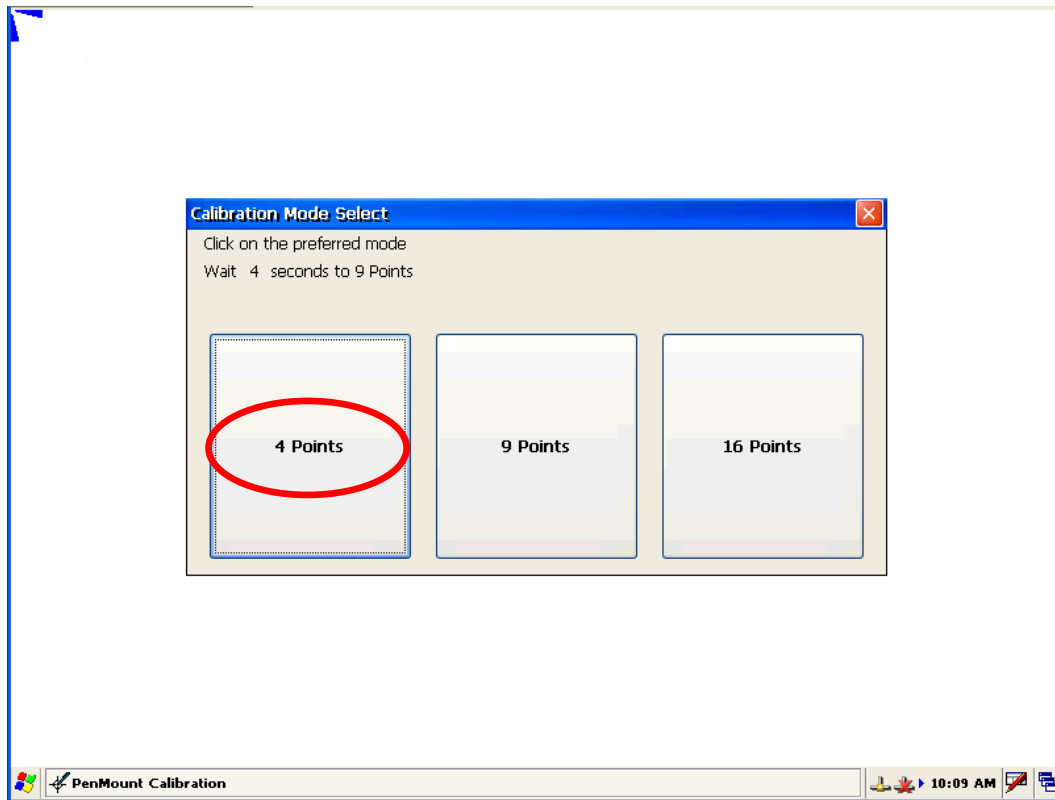 Calibration Mode Select
Click on the preferred mode
Wait 4 seconds to 9 Points
4 Points
9 Points
16 Points
PenMount Calibration
10:09 AM